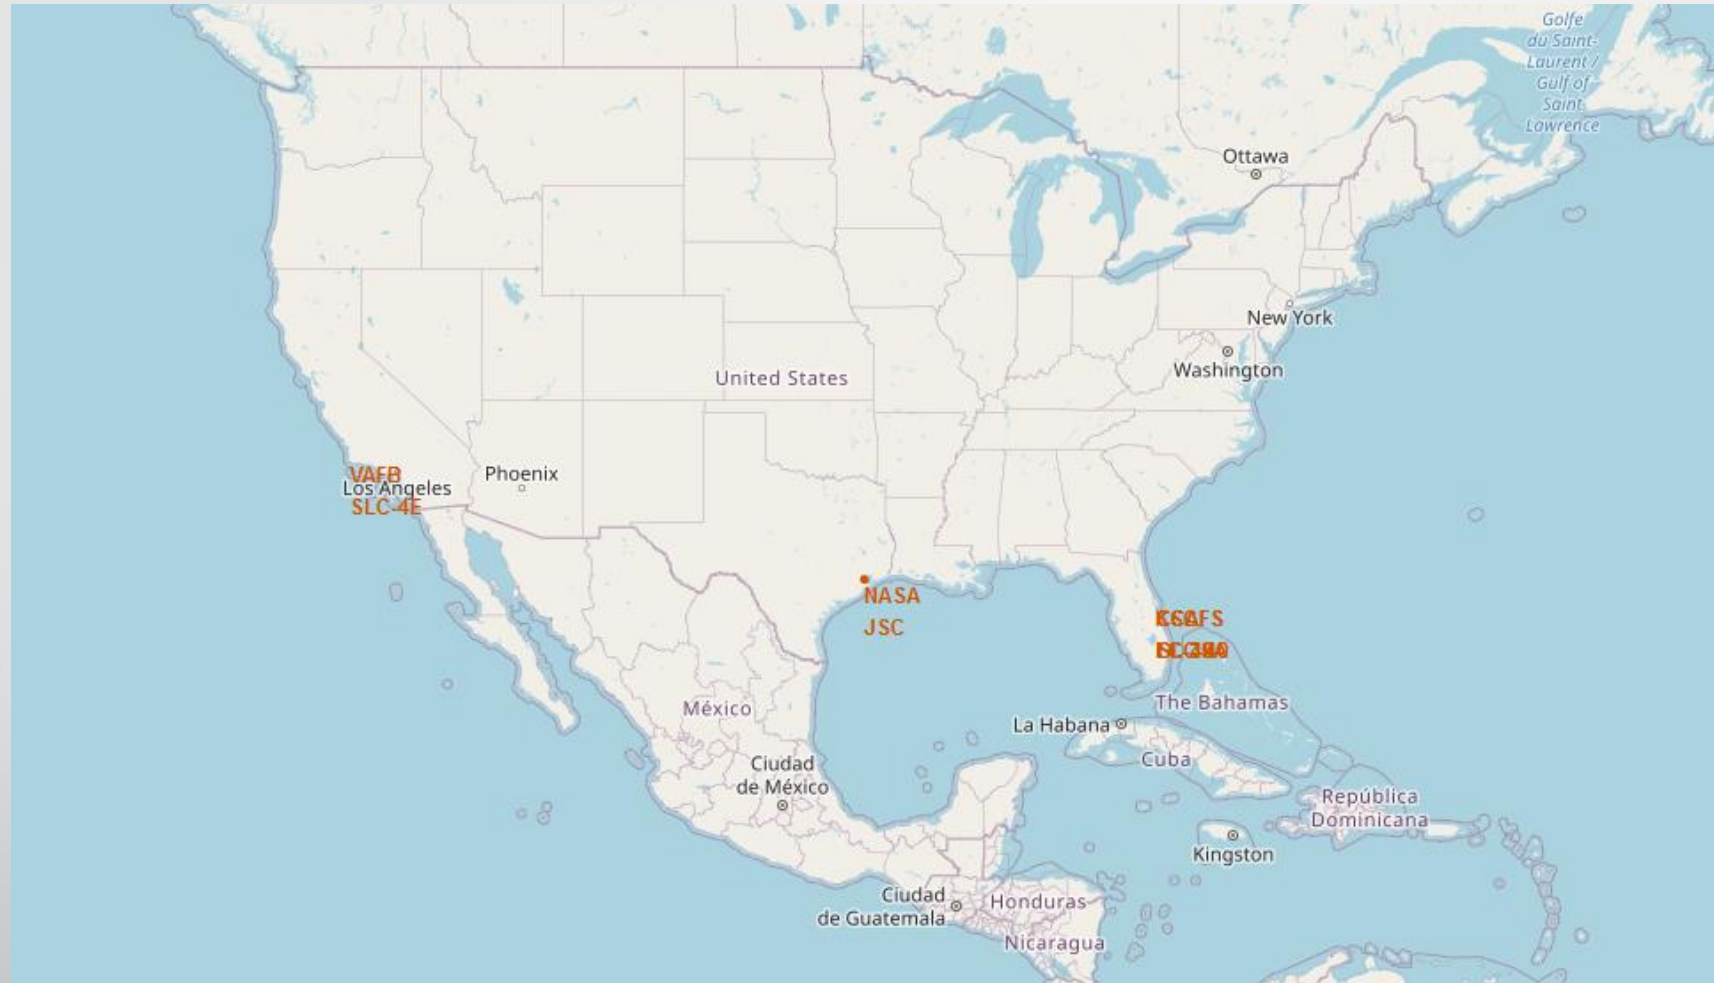 Golfe
du Saint-
Laurent /
Gulf of
Saint
Lawrence
Ottawa
New York
Washington
United States
VAFB
Los Angeles
SLC-4E
Phoenix
NASA
JSC
México
The Bahamas
La Habana
Cuba
Ciudad
de México
República
Dominicana
Kingston
Ciudad
de Guatemala
Honduras
Nicaragua